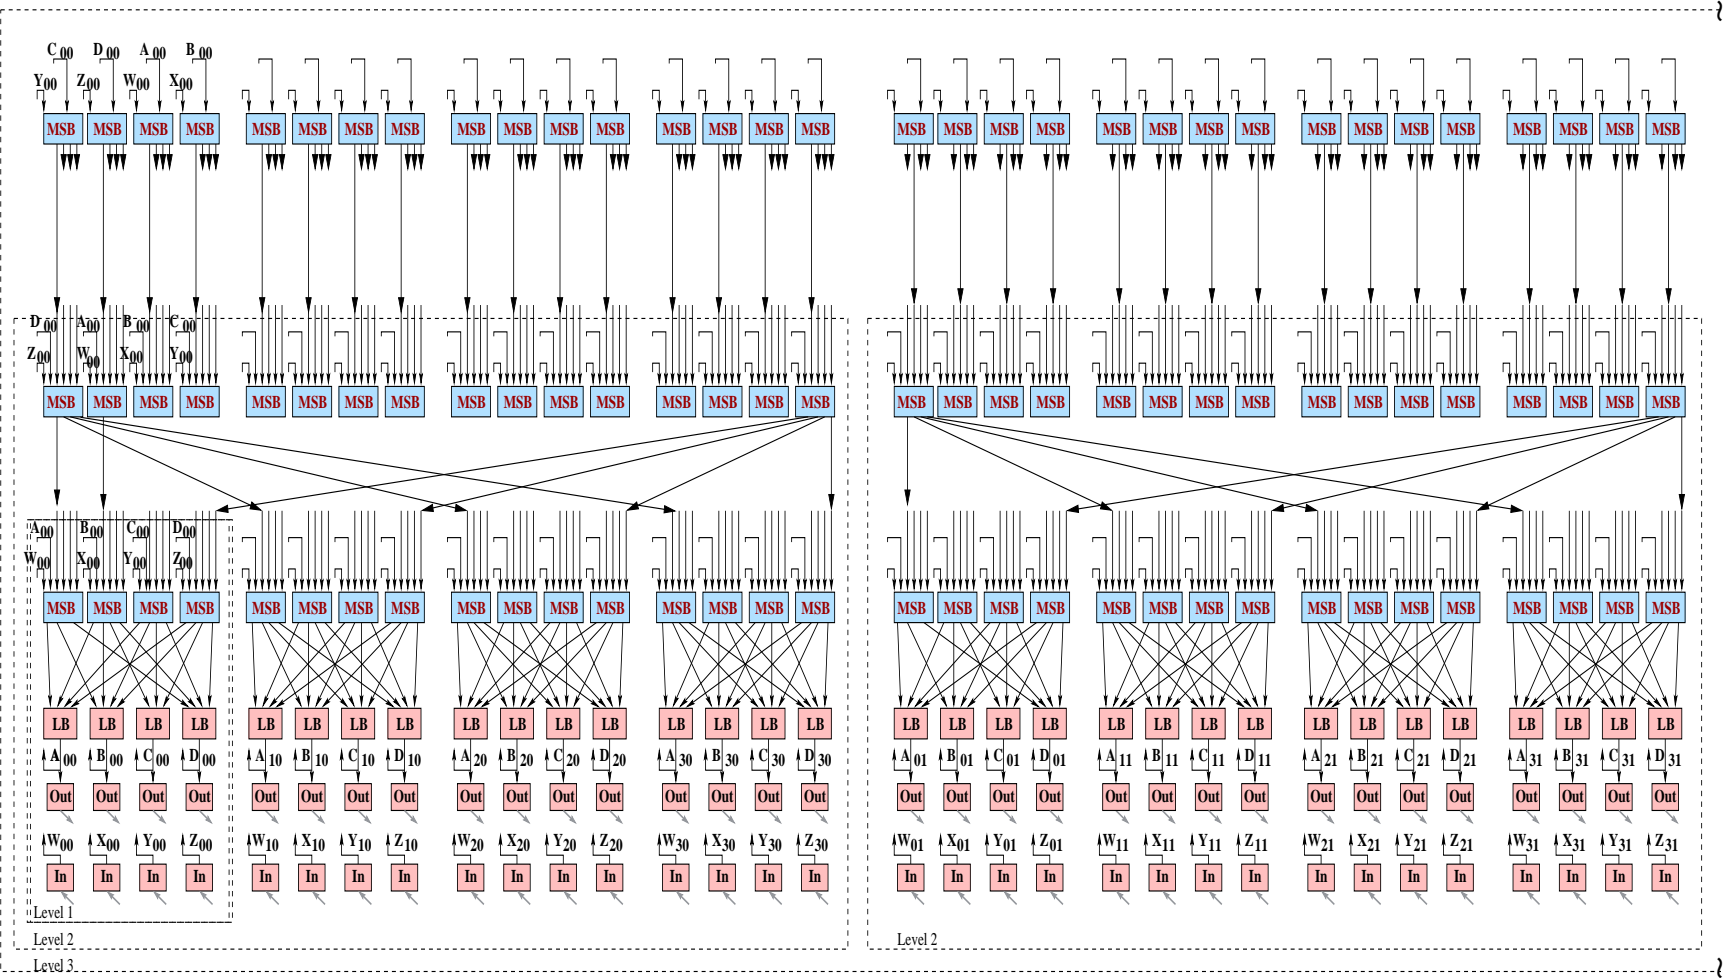 C00 D00 A00 B00
Y00 Z00 W00 X00
MSB MSB MSB MSB MSB MSB MSB MSB MSB MSB MSB MSB MSB MSB MSB MSB MSB MSB MSB MSB MSB MSB MSB MSB MSB MSB MSB MSB MSB MSB MSB MSB
D00 A00 B00 C00
Z00 W00 X00 Y00
MSB MSB MSB MSB MSB MSB MSB MSB MSB MSB MSB MSB MSB MSB MSB MSB MSB MSB MSB MSB MSB MSB MSB MSB MSB MSB MSB MSB MSB MSB MSB MSB
A00 B00 C00 D00
W00 X00 Y00 Z00
MSB MSB MSB MSB MSB MSB MSB MSB MSB MSB MSB MSB MSB MSB MSB MSB MSB MSB MSB MSB MSB MSB MSB MSB MSB MSB MSB MSB MSB MSB MSB MSB
LB LB LB LB LB LB LB LB LB LB LB LB LB LB LB LB LB LB LB LB LB LB LB LB LB LB LB LB LB LB LB LB
A00 B00 C00 D00 A10 B10 C10 D10 A20 B20 C20 D20 A30 B30 C30 D30 A01 B01 C01 D01 A11 B11 C11 D11 A21 B21 C21 D21 A31 B31 C31 D31
Out Out Out Out Out Out Out Out Out Out Out Out Out Out Out Out Out Out Out Out Out Out Out Out Out Out Out Out Out Out Out Out
W00 X00 Y00 Z00 W10 X10 Y10 Z10 W20 X20 Y20 Z20 W30 X30 Y30 Z30 W01 X01 Y01 Z01 W11 X11 Y11 Z11 W21 X21 Y21 Z21 W31 X31 Y31 Z31
In In In In In In In In In In In In In In In In In In In In In In In In In In In In In In In In
Level 1
Level 2 Level 2
Level 3